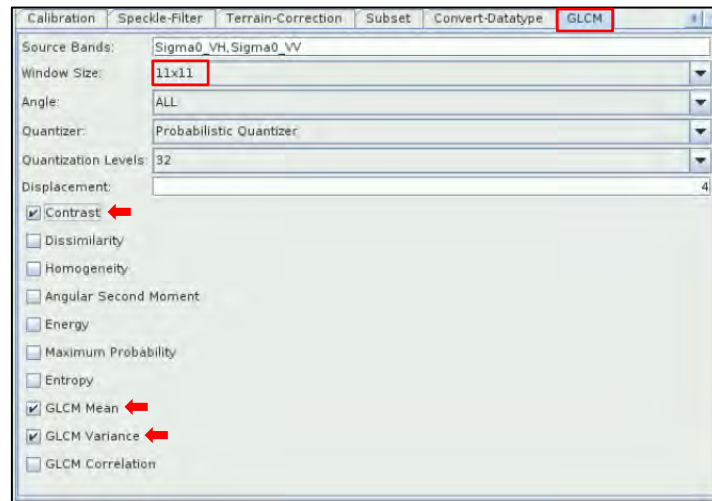 Calibration Speckle-Filter Terrain-Correction Subset Convert-Datatype GLCM
Source Bands: Sigma0_VH,Sigma0_VV
Window Size: 11x11
Angle: ALL
Quantizer: Probabilistic Quantizer
Quantization Levels: 32
Displacement: 4
Contrast
Dissimilarity
Homogeneity
Angular Second Moment
Energy
Maximum Probability
Entropy
GLCM Mean
GLCM Variance
GLCM Correlation